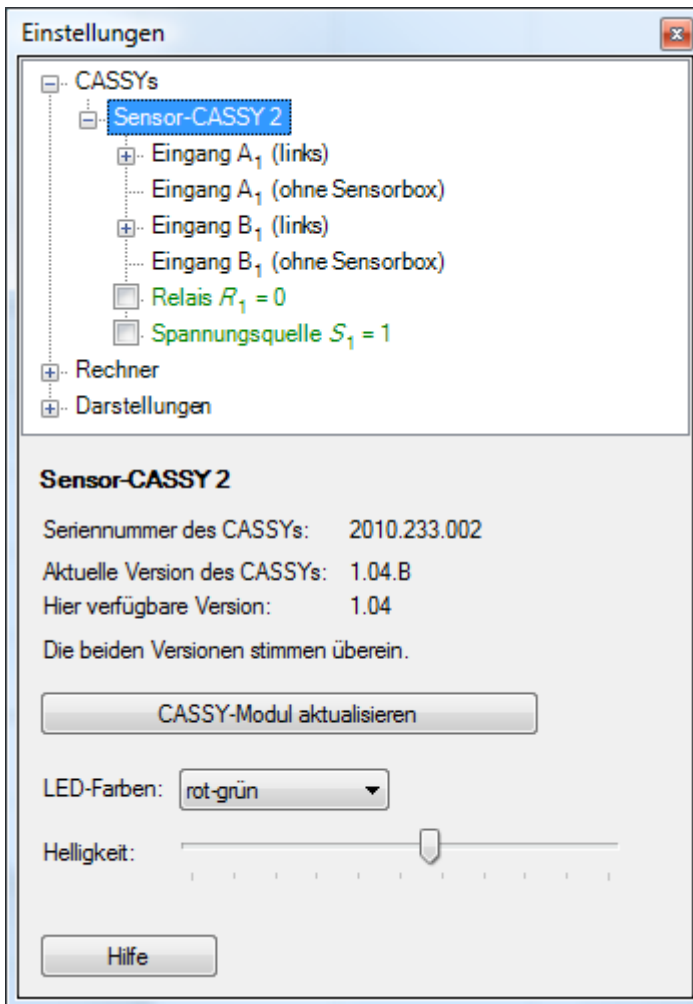 Einstellungen
CASSYs
Sensor-CASSY 2
Eingang A₁ (links)
Eingang A₁ (ohne Sensorbox)
Eingang B₁ (links)
Eingang B₁ (ohne Sensorbox)
Relais R₁ = 0
Spannungsquelle S₁ = 1
Rechner
Darstellungen
Sensor-CASSY 2
Seriennummer des CASSYs: 2010.233.002
Aktuelle Version des CASSYs: 1.04.B
Hier verfügbare Version: 1.04
Die beiden Versionen stimmen überein.
CASSY-Modul aktualisieren
LED-Farben: rot-grün
Helligkeit:
Hilfe